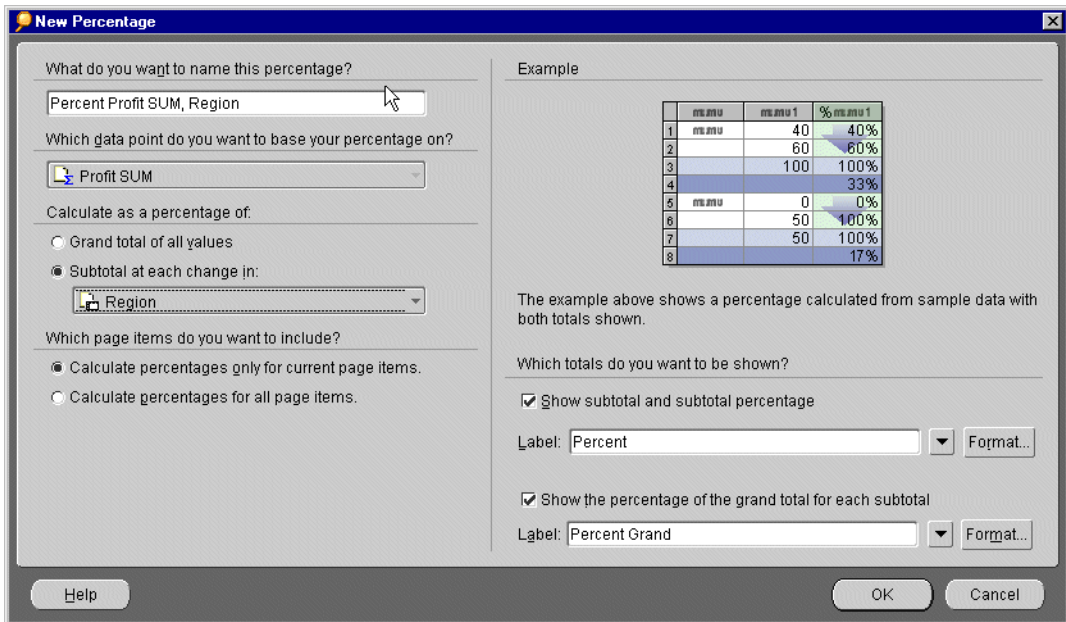 New Percentage
What do you want to name this percentage?
Percent Profit SUM, Region
Which data point do you want to base your percentage on?
Profit SUM
Calculate as a percentage of:
Grand total of all values
Subtotal at each change in:
Region
Which page items do you want to include?
Calculate percentages only for current page items.
Calculate percentages for all page items.
Example
%
1 40 40%
2 60 60%
3 100 100%
4 33%
5 0 0%
6 50 100%
7 50 100%
8 17%
The example above shows a percentage calculated from sample data with
both totals shown.
Which totals do you want to be shown?
Show subtotal and subtotal percentage
Label: Percent Format...
Show the percentage of the grand total for each subtotal
Label: Percent Grand Format...
Help OK Cancel